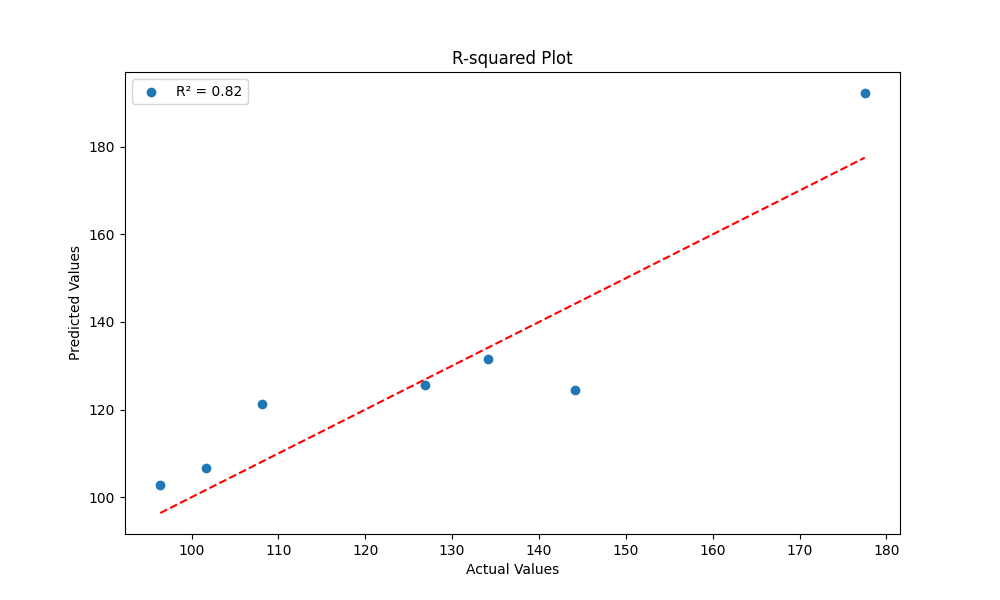 R-squared Plot
R² = 0.82
Predicted Values
180
160
140
120
100
100 110 120 130 140 150 160 170 180
Actual Values